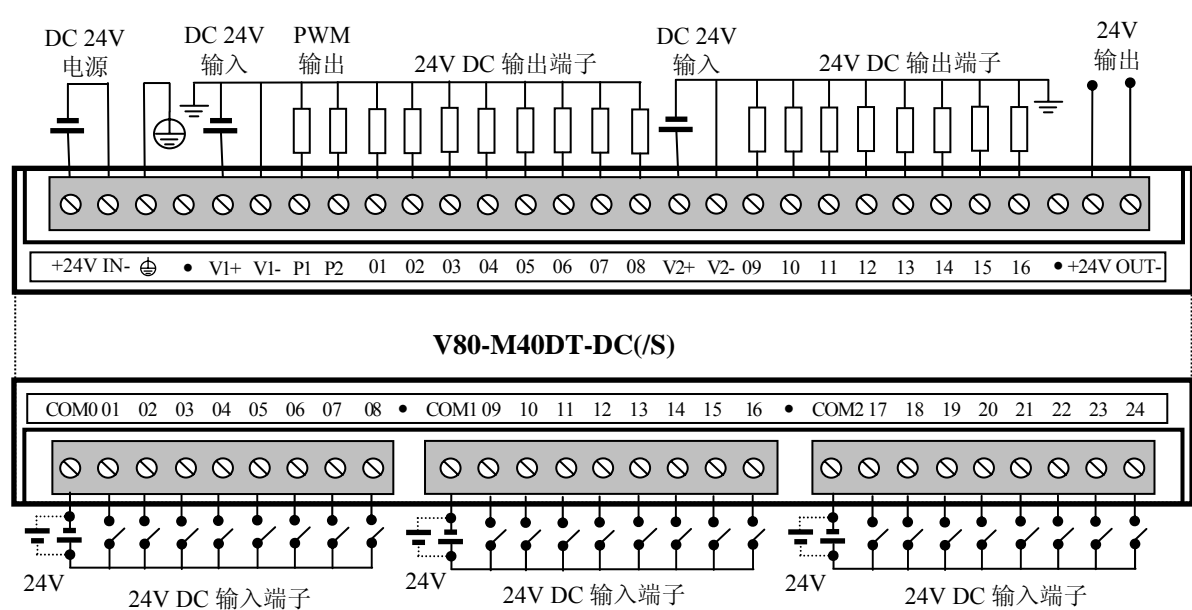 DC 24V
电源
DC 24V
输入
PWM
输出
24V DC 输出端子
DC 24V
输入
24V DC 输出端子
24V
输出
+24V IN- • V1+ V1- P1 P2 01 02 03 04 05 06 07 08 V2+ V2- 09 10 11 12 13 14 15 16 • +24V OUT-
V80-M40DT-DC(/S)
COM0 01 02 03 04 05 06 07 08 • COM1 09 10 11 12 13 14 15 16 • COM2 17 18 19 20 21 22 23 24
24V
24V DC 输入端子
24V
24V DC 输入端子
24V
24V DC 输入端子